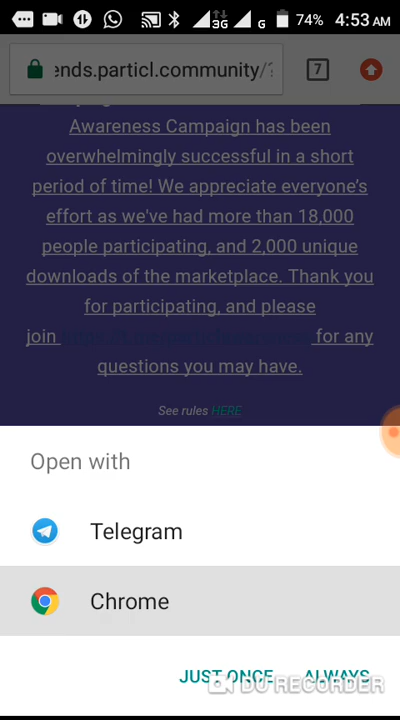 3G G 74% 4:53 AM
ends.particl.community/?
7
Awareness Campaign has been
overwhelmingly successful in a short
period of time! We appreciate everyone's
effort as we've had more than 18,000
people participating, and 2,000 unique
downloads of the marketplace. Thank you
for participating, and please
join for any
questions you may have.
See rules HERE
Open with
Telegram
Chrome
JUST ONCE ALWAYS
DU RECORDER